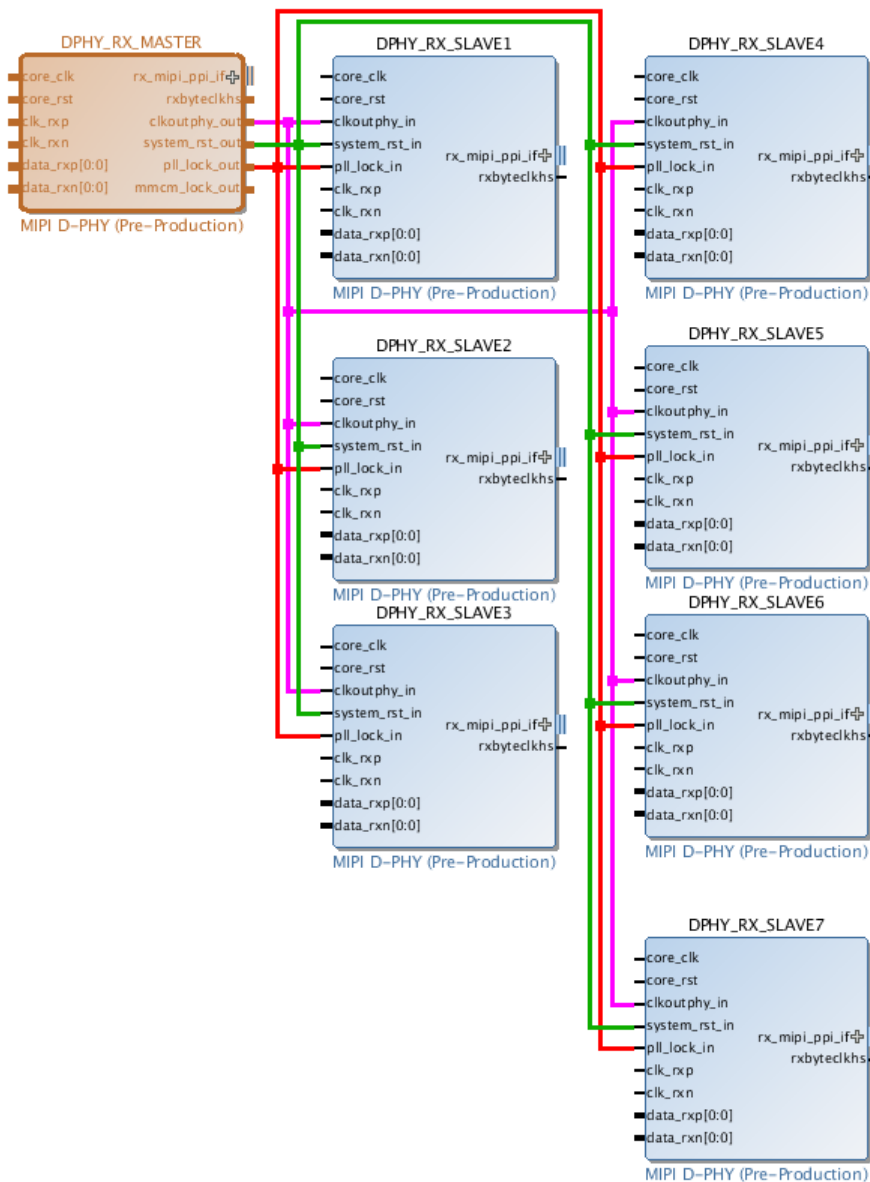 DPHY_RX_MASTER
core_clk
core_rst
clk_rxp
clk_rxn
data_rxp[0:0]
data_rxn[0:0]
rx_mipi_ppi_if
rxbyteclkhs
clkoutphy_out
system_rst_out
pll_lock_out
mmcm_lock_out
MIPI D-PHY (Pre-Production)
DPHY_RX_SLAVE1
core_clk
core_rst
clkoutphy_in
system_rst_in
pll_lock_in
clk_rxp
clk_rxn
data_rxp[0:0]
data_rxn[0:0]
rx_mipi_ppi_if
rxbyteclkhs
MIPI D-PHY (Pre-Production)
DPHY_RX_SLAVE2
core_clk
core_rst
clkoutphy_in
system_rst_in
pll_lock_in
clk_rxp
clk_rxn
data_rxp[0:0]
data_rxn[0:0]
rx_mipi_ppi_if
rxbyteclkhs
MIPI D-PHY (Pre-Production)
DPHY_RX_SLAVE3
core_clk
core_rst
clkoutphy_in
system_rst_in
pll_lock_in
clk_rxp
clk_rxn
data_rxp[0:0]
data_rxn[0:0]
rx_mipi_ppi_if
rxbyteclkhs
MIPI D-PHY (Pre-Production)
DPHY_RX_SLAVE4
core_clk
core_rst
clkoutphy_in
system_rst_in
pll_lock_in
clk_rxp
clk_rxn
data_rxp[0:0]
data_rxn[0:0]
rx_mipi_ppi_if
rxbyteclkhs
MIPI D-PHY (Pre-Production)
DPHY_RX_SLAVE5
core_clk
core_rst
clkoutphy_in
system_rst_in
pll_lock_in
clk_rxp
clk_rxn
data_rxp[0:0]
data_rxn[0:0]
rx_mipi_ppi_if
rxbyteclkhs
MIPI D-PHY (Pre-Production)
DPHY_RX_SLAVE6
core_clk
core_rst
clkoutphy_in
system_rst_in
pll_lock_in
clk_rxp
clk_rxn
data_rxp[0:0]
data_rxn[0:0]
rx_mipi_ppi_if
rxbyteclkhs
MIPI D-PHY (Pre-Production)
DPHY_RX_SLAVE7
core_clk
core_rst
clkoutphy_in
system_rst_in
pll_lock_in
clk_rxp
clk_rxn
data_rxp[0:0]
data_rxn[0:0]
rx_mipi_ppi_if
rxbyteclkhs
MIPI D-PHY (Pre-Production)